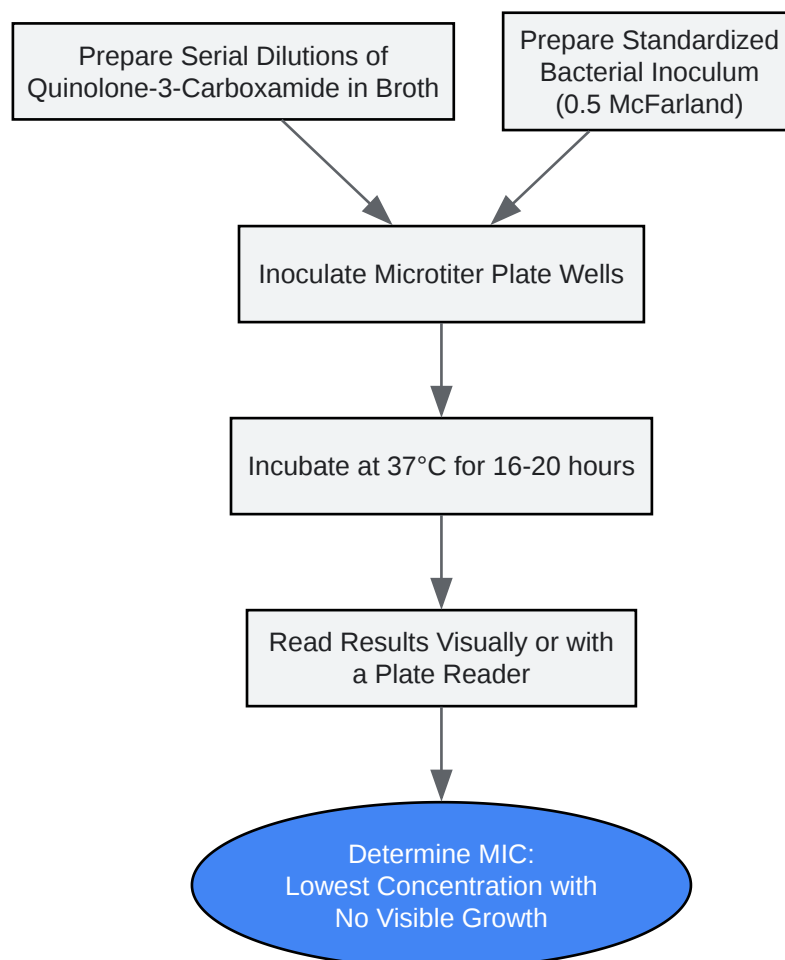 Prepare Serial Dilutions of
Quinolone-3-Carboxamide in Broth
Prepare Standardized
Bacterial Inoculum
(0.5 McFarland)
Inoculate Microtiter Plate Wells
Incubate at 37°C for 16-20 hours
Read Results Visually or with
a Plate Reader
Determine MIC:
Lowest Concentration with
No Visible Growth